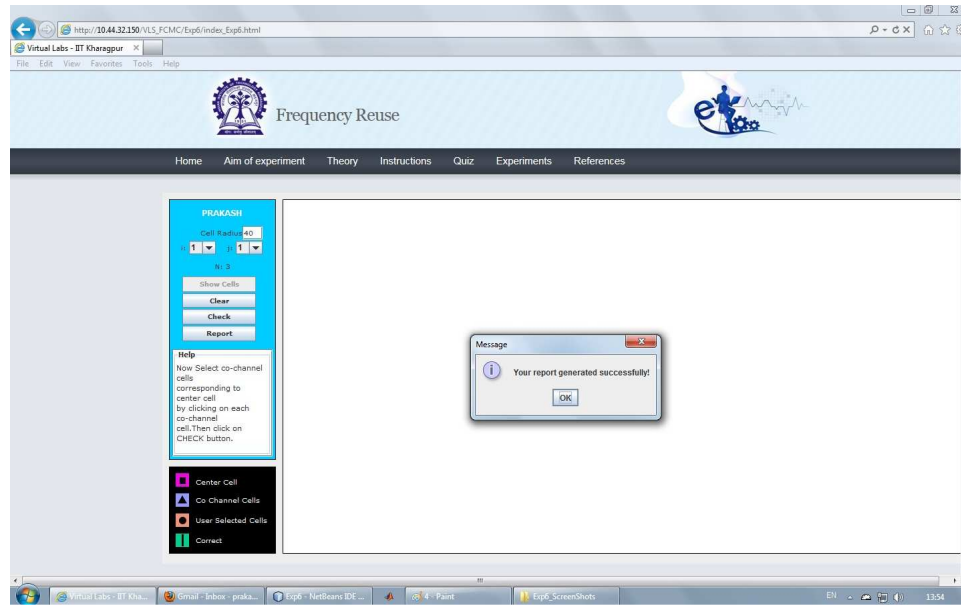 http://10.44.32.150/VLS_FCMC/Exp6/index_Exp6.html
Virtual Labs - IIT Kharagpur
File Edit View Favorites Tools Help
Frequency Reuse
Home Aim of experiment Theory Instructions Quiz Experiments References
PRAKASH
Cell Radius 40
i: 1 j: 1
N: 3
Show Cells
Clear
Check
Report
Help
Now Select co-channel
cells
corresponding to
center cell
by clicking on each
co-channel
cell.Then click on
CHECK button.
Message
Your report generated successfully!
OK
Center Cell
Co Channel Cells
User Selected Cells
Correct
Virtual Labs - IIT Kha... Gmail - Inbox - praka... Exp6 - NetBeans IDE ... 4 - Paint Exp6_ScreenShots EN 13:54